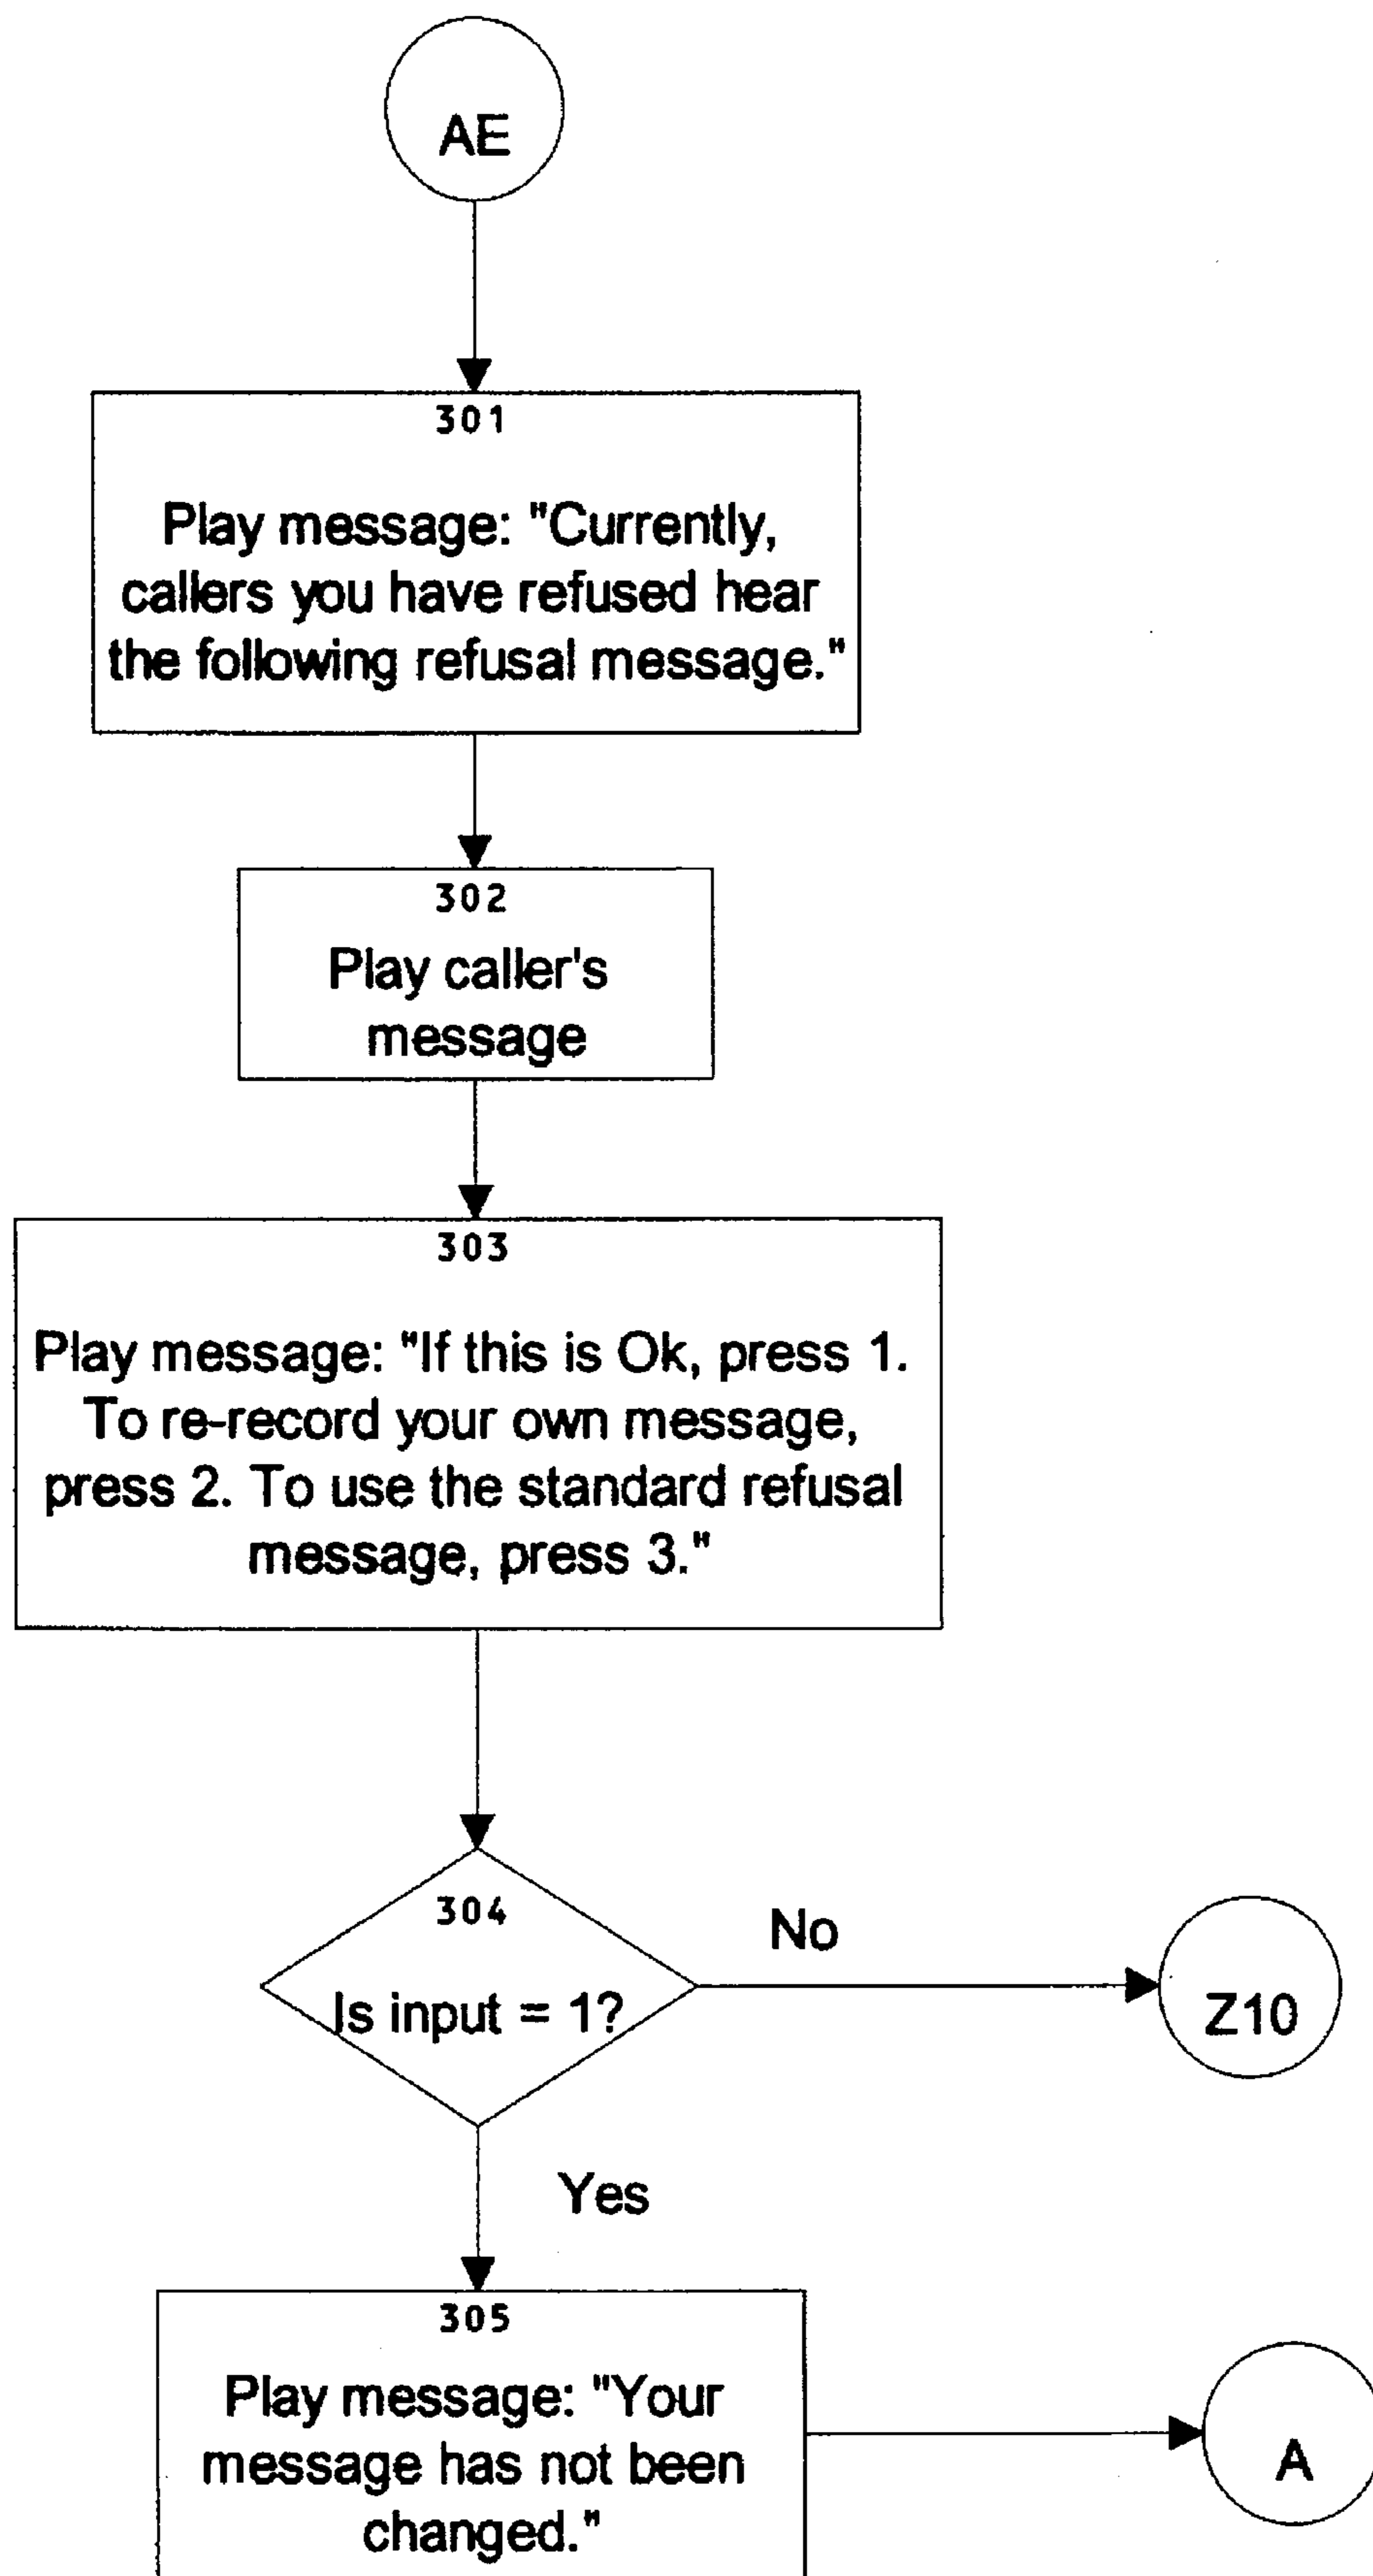 AE
301
Play message: "Currently,
callers you have refused hear
the following refusal message."
302
Play caller's
message
303
Play message: "If this is Ok, press 1.
To re-record your own message,
press 2. To use the standard refusal
message, press 3."
304
Is input = 1?
No
Z10
Yes
305
Play message: "Your
message has not been
changed."
A